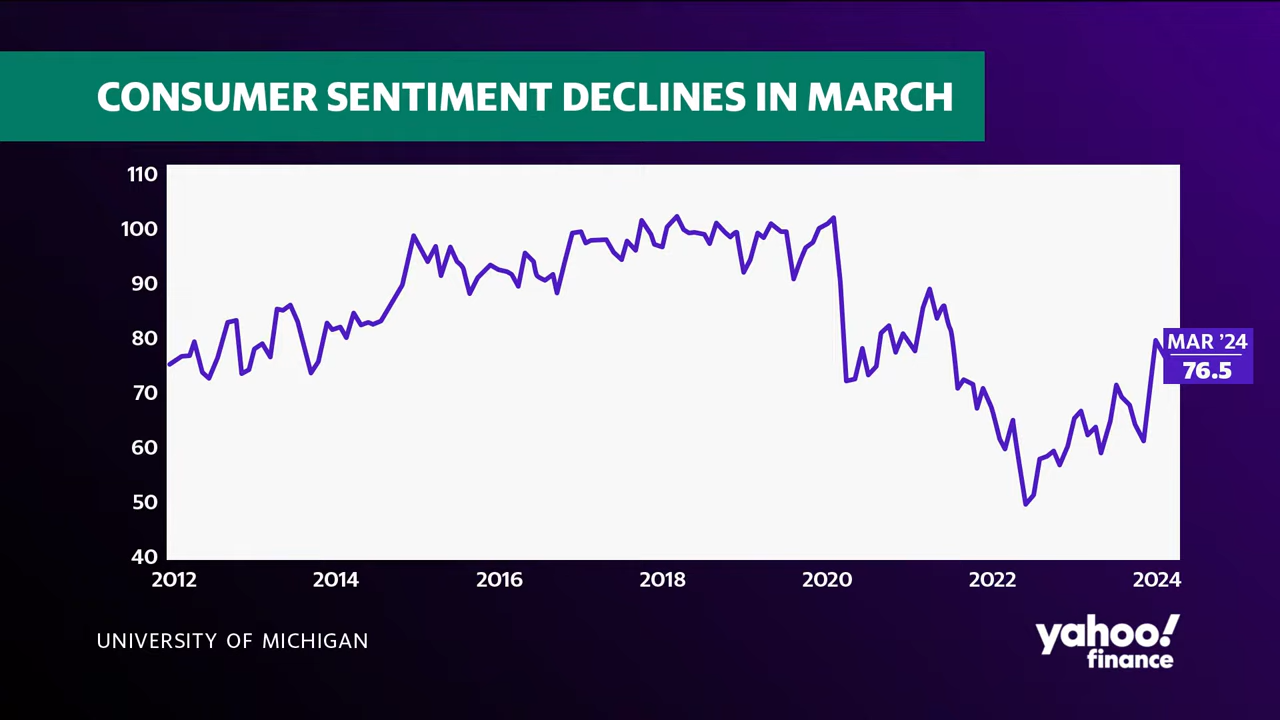 CONSUMER SENTIMENT DECLINES IN MARCH
110
100
90
80
70
60
50
40
MAR ’24
76.5
2012 2014 2016 2018 2020 2022 2024
UNIVERSITY OF MICHIGAN
yahoo!
finance